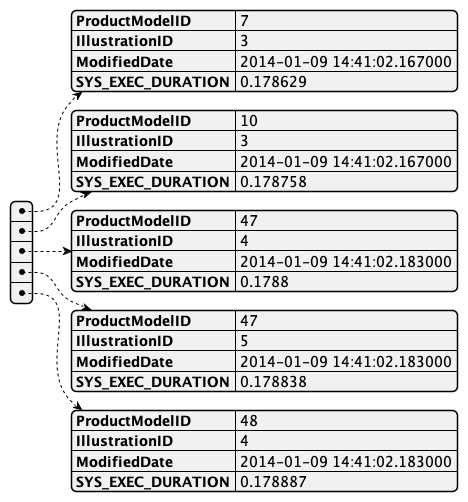 ProductModelID 7
IllustrationID 3
ModifiedDate 2014-01-09 14:41:02.167000
SYS_EXEC_DURATION 0.178629
ProductModelID 10
IllustrationID 3
ModifiedDate 2014-01-09 14:41:02.167000
SYS_EXEC_DURATION 0.178758
ProductModelID 47
IllustrationID 4
ModifiedDate 2014-01-09 14:41:02.183000
SYS_EXEC_DURATION 0.1788
ProductModelID 47
IllustrationID 5
ModifiedDate 2014-01-09 14:41:02.183000
SYS_EXEC_DURATION 0.178838
ProductModelID 48
IllustrationID 4
ModifiedDate 2014-01-09 14:41:02.183000
SYS_EXEC_DURATION 0.178887